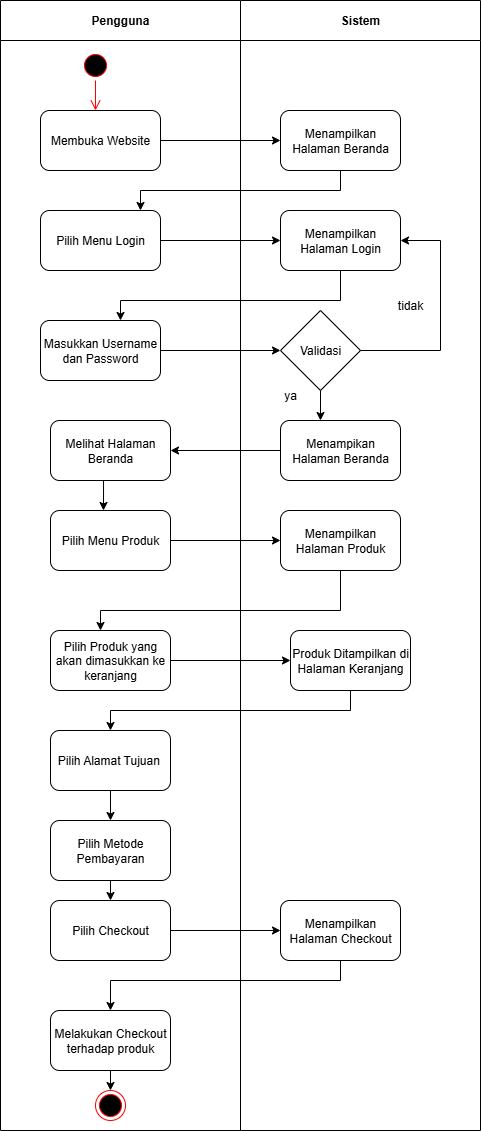 Pengguna
Sistem
Membuka Website
Menampilkan
Halaman Beranda
Pilih Menu Login
Menampilkan
Halaman Login
tidak
Masukkan Username
dan Password
Validasi
ya
Melihat Halaman
Beranda
Menampikan
Halaman Beranda
Pilih Menu Produk
Menampilkan
Halaman Produk
Pilih Produk yang
akan dimasukkan ke
keranjang
Produk Ditampilkan di
Halaman Keranjang
Pilih Alamat Tujuan
Pilih Metode
Pembayaran
Pilih Checkout
Menampilkan
Halaman Checkout
Melakukan Checkout
terhadap produk